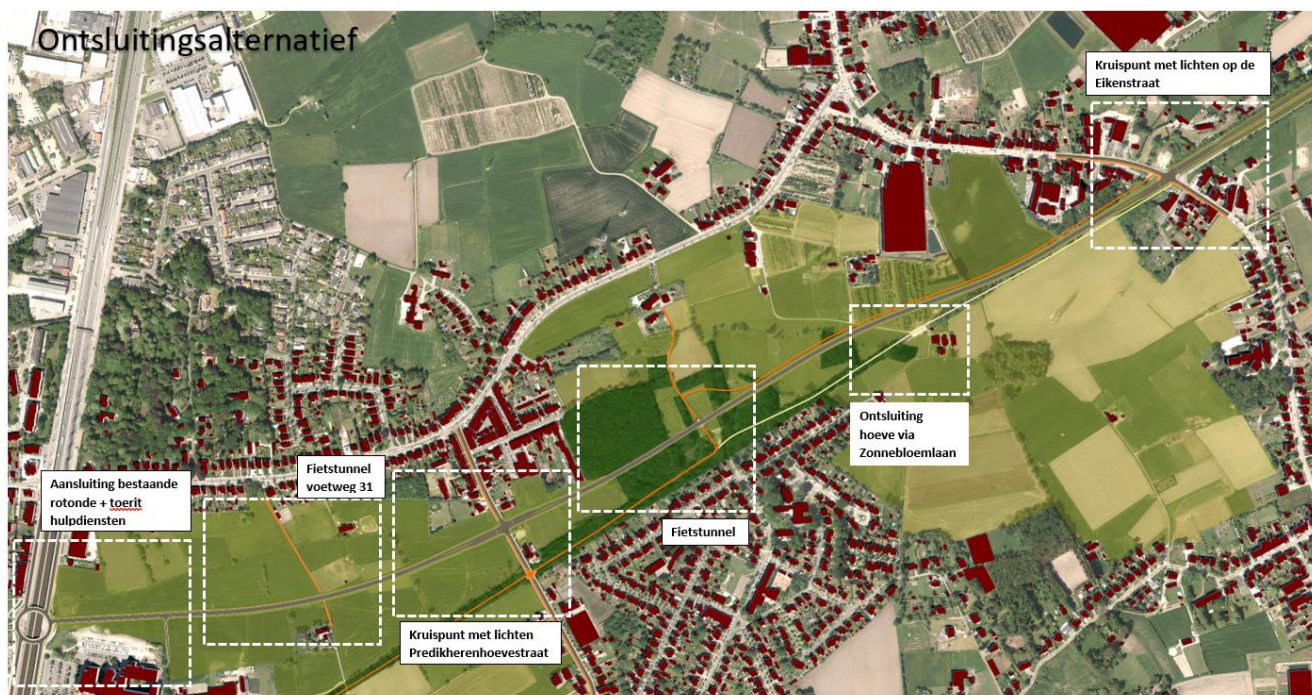 Ontsluitingsalternatief
Kruispunt met lichten op de
Eikenstraat
Ontsluiting
hoeve via
Zonnebloemlaan
Fietstunnel
voetweg 31
Aansluiting bestaande
rotonde + toerit
hulpdiensten
Fietstunnel
Kruispunt met lichten
Predikherenhoevestraat